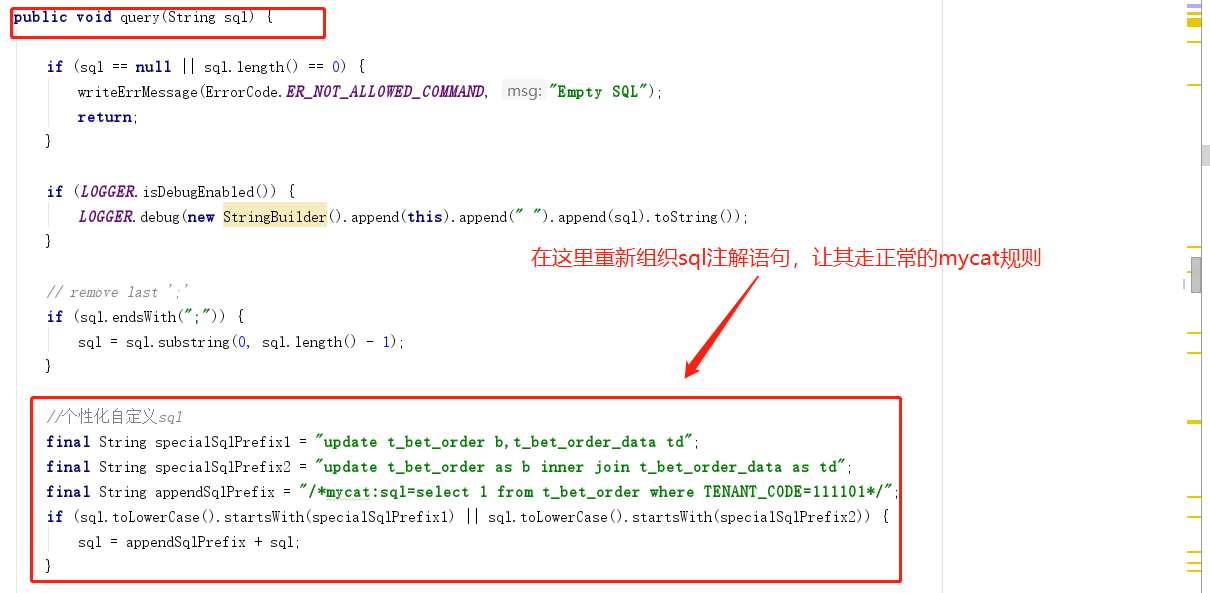 public void query(String sql) {
if (sql == null || sql.length() == 0) {
writeErrMessage(ErrorCode.ER_NOT_ALLOWED_COMMAND, msg: "Empty SQL");
return;
}
if (LOGGER.isDebugEnabled()) {
LOGGER.debug(new StringBuilder().append(this).append(" ").append(sql).toString());
}
在这里重新组织sql注解语句，让其走正常的mycat规则
// remove last ';'
if (sql.endsWith(";")) {
sql = sql.substring(0, sql.length() - 1);
}
//个性化自定义sql
final String specialSqlPrefix1 = "update t_bet_order b,t_bet_order_data td";
final String specialSqlPrefix2 = "update t_bet_order as b inner join t_bet_order_data as td";
final String appendSqlPrefix = "/*mycat:sql=select 1 from t_bet_order where TENANT_CODE=111101*/";
if (sql.toLowerCase().startsWith(specialSqlPrefix1) || sql.toLowerCase().startsWith(specialSqlPrefix2)) {
sql = appendSqlPrefix + sql;
}